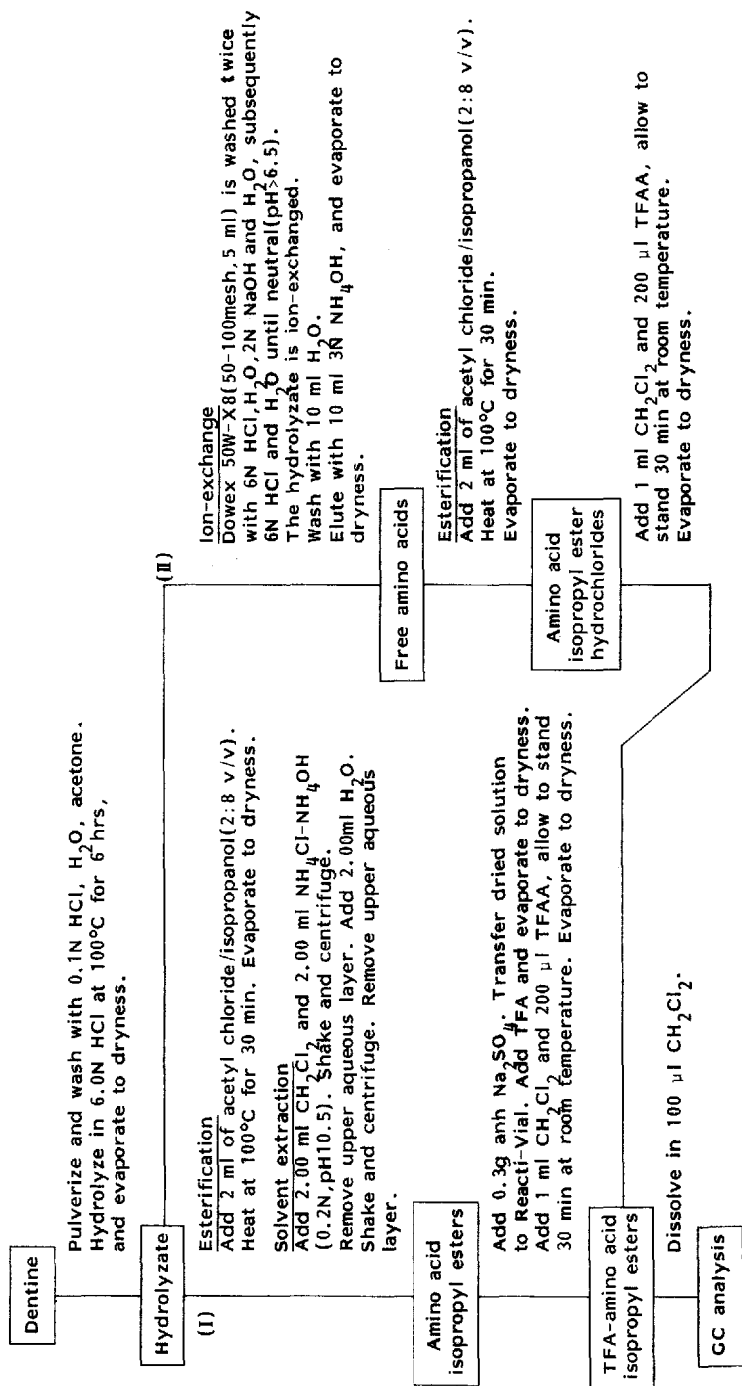 Dentine
Pulverize and wash with 0.1N HCl, H2O, acetone.
Hydrolyze in 6.0N HCl at 100°C for 6 hrs,
and evaporate to dryness.
Hydrolyzate
(I)
Esterification
Add 2 ml of acetyl chloride/isopropanol(2:8 v/v).
Heat at 100°C for 30 min. Evaporate to dryness.
Solvent extraction
Add 2.00 ml CH2Cl2 and 2.00 ml NH4Cl-NH4OH
(0.2N,pH10.5). Shake and centrifuge.
Remove upper aqueous layer. Add 2.00ml H2O.
Shake and centrifuge. Remove upper aqueous
layer.
Amino acid
isopropyl esters
Add 0.3g anh Na2SO4. Transfer dried solution
to Reacti-Vial. Add TFA and evaporate to dryness.
Add 1 ml CH2Cl2 and 200 µl TFAA, allow to stand
30 min at room temperature. Evaporate to dryness.
TFA-amino acid
isopropyl esters
Dissolve in 100 µl CH2Cl2.
GC analysis
(II)
Ion-exchange
Dowex 50W-X8(50-100mesh,5 ml) is washed twice
with 6N HCl,H2O,2N NaOH and H2O, subsequently
6N HCl and H2O until neutral(pH>6.5).
The hydrolyzate is ion-exchanged.
Wash with 10 ml H2O.
Elute with 10 ml 3N NH4OH, and evaporate to
dryness.
Free amino acids
Esterification
Add 2 ml of acetyl chloride/isopropanol(2:8 v/v).
Heat at 100°C for 30 min.
Evaporate to dryness.
Amino acid
isopropyl ester
hydrochlorides
Add 1 ml CH2Cl2 and 200 µl TFAA, allow to
stand 30 min at room temperature.
Evaporate to dryness.